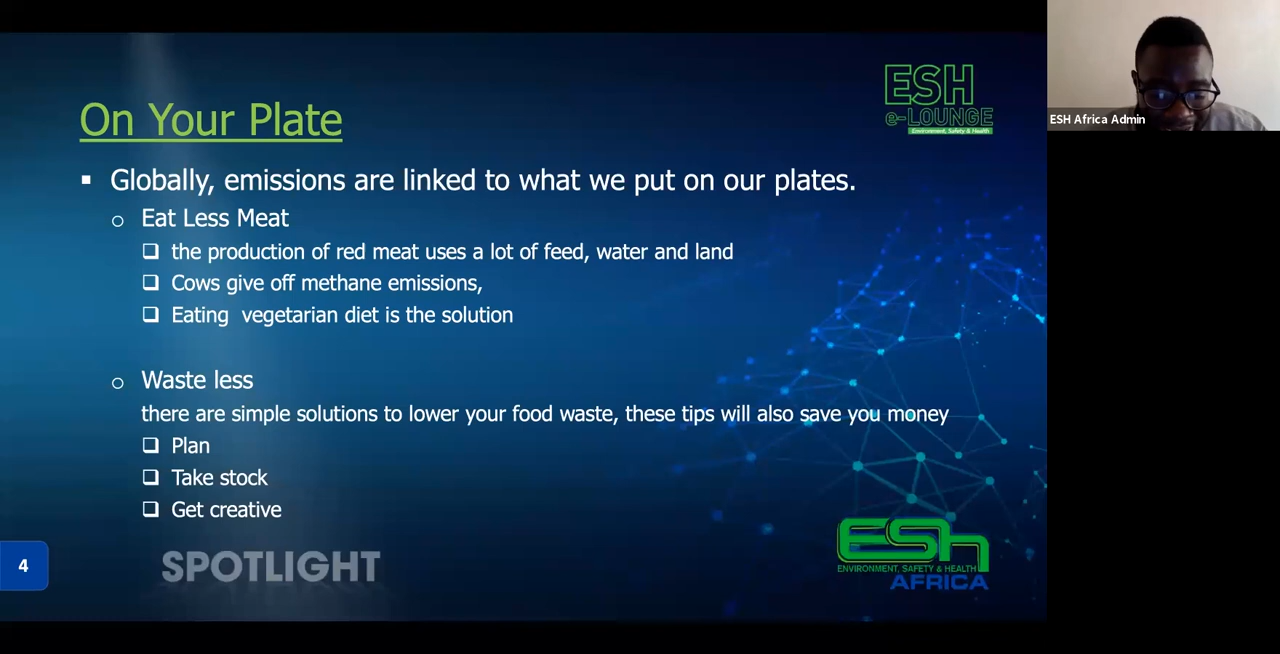 On Your Plate
ESH
e-LOUNGE
Environment, Safety & Health
ESH Africa Admin
Globally, emissions are linked to what we put on our plates.
Eat Less Meat
the production of red meat uses a lot of feed, water and land
Cows give off methane emissions,
Eating vegetarian diet is the solution
Waste less
there are simple solutions to lower your food waste, these tips will also save you money
Plan
Take stock
Get creative
4
SPOTLIGHT
ESh
ENVIRONMENT, SAFETY & HEALTH
AFRICA